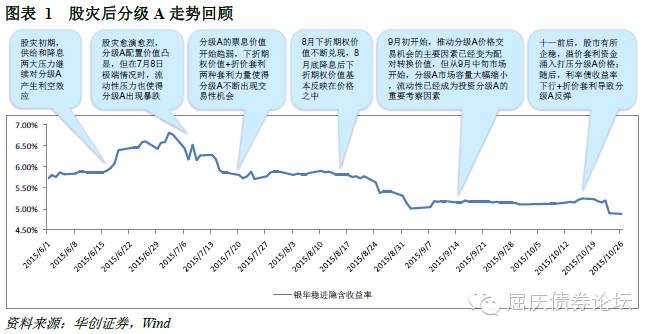 图表 1 股灾后分级 A 走势回顾
股灾初期，
供给和降息
两大压力继
续对分级A
产生利空效
应
股灾愈演愈烈，
分级A配置价值凸
显，但在7月8日
极端情况时，流
动性压力也使得
分级A出现暴跌
分级A的票息价值
开始趋弱，下折期
权价值+折价套利
两种套利力量使得
分级A不断出现交
易性机会
8月下折期权价
值不断兑现，8
月底降息后下
折期权价值基
本反映在价格
之中
9月初开始，推动分级A价格交
易机会的主要因素已经变为配
对转换价值，但从9月中旬市场
开始，分级A市场容量大幅缩小
，流动性已经成为投资分级A的
重要考察因素
十一前后，股市有所
企稳，溢价套利资金
涌入打压分级A价格；
随后，利率债收益率
下行+折价套利导致分
级A反弹
7.00%
6.50%
6.00%
5.50%
5.00%
4.50%
2015/6/1
2015/6/8
2015/6/15
2015/6/22
2015/6/29
2015/7/6
2015/7/13
2015/7/20
2015/7/27
2015/8/3
2015/8/10
2015/8/17
2015/8/24
2015/8/31
2015/9/7
2015/9/14
2015/9/21
2015/9/28
2015/10/5
2015/10/12
2015/10/19
2015/10/26
银华稳进隐含收益率
屈庆债券论坛
资料来源：华创证券，Wind